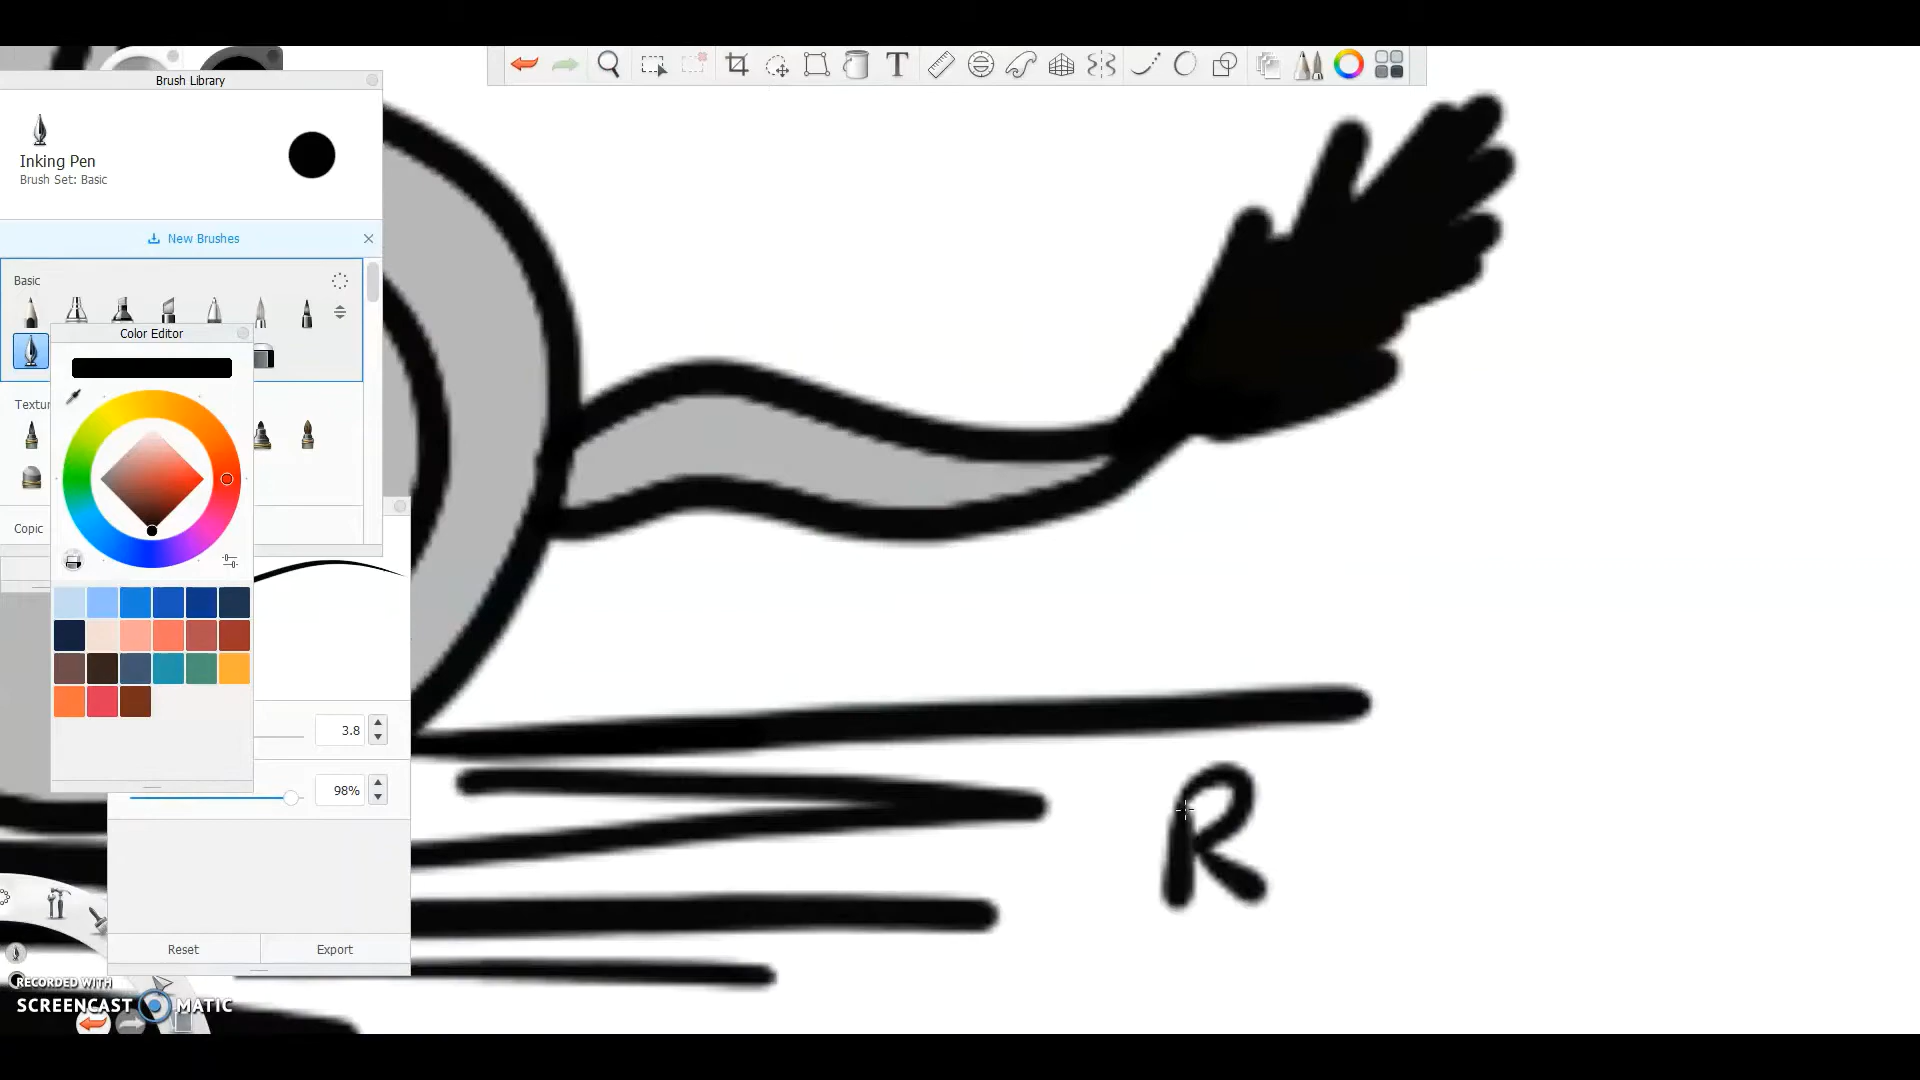 Brush Library
Inking Pen
Brush Set: Basic
New Brushes
Basic
Color Editor
Copic
3.8
98%
Reset
Export
R
RECORDED WITH
SCREENCAST MATIC